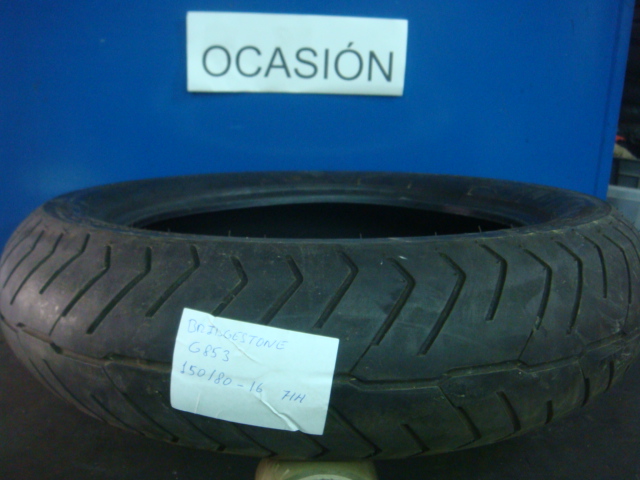 OCASIÓN
BRIDGESTONE
G853
150/80-16 71H